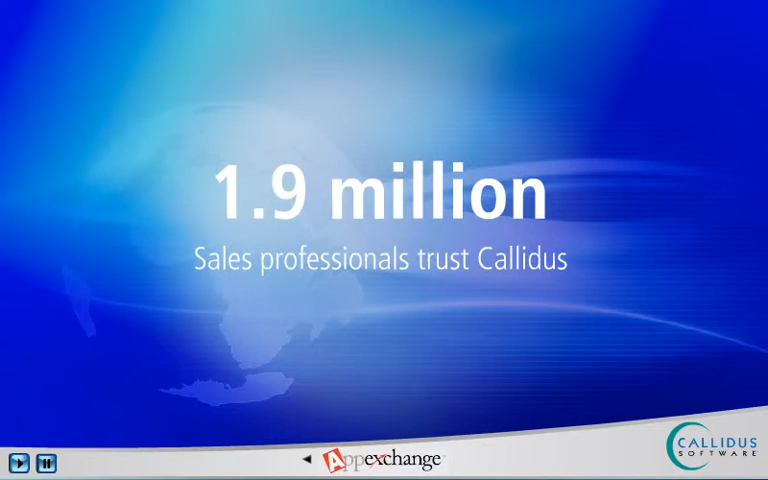 1.9 million
Sales professionals trust Callidus
Appexchange
CALLIDUS
SOFTWARE